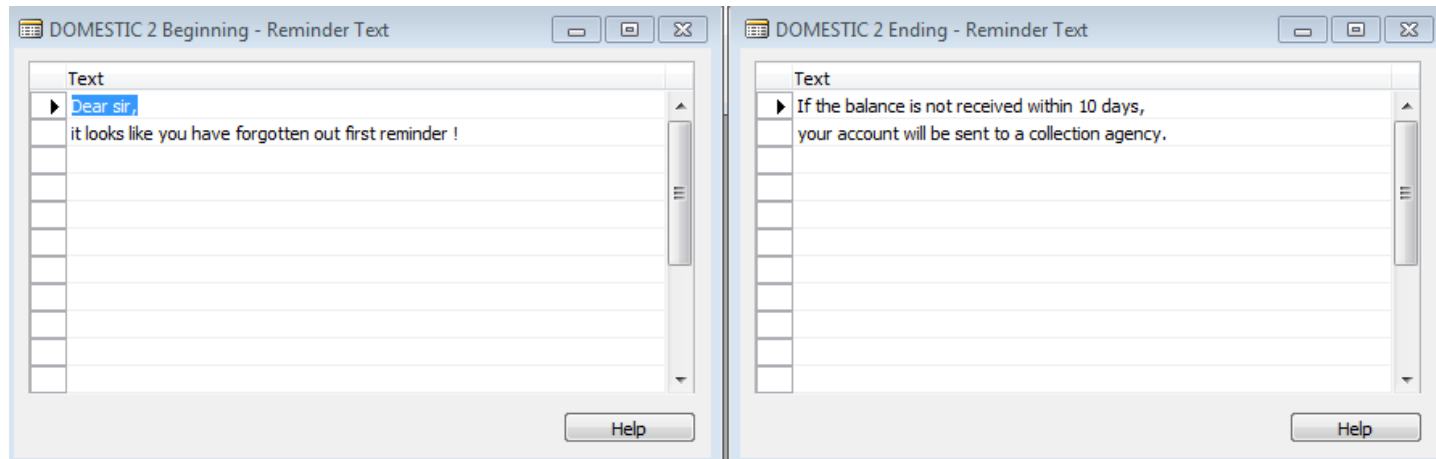 DOMESTIC 2 Beginning - Reminder Text
Text
Dear sir,
it looks like you have forgotten out first reminder !
Help
DOMESTIC 2 Ending - Reminder Text
Text
If the balance is not received within 10 days,
your account will be sent to a collection agency.
Help